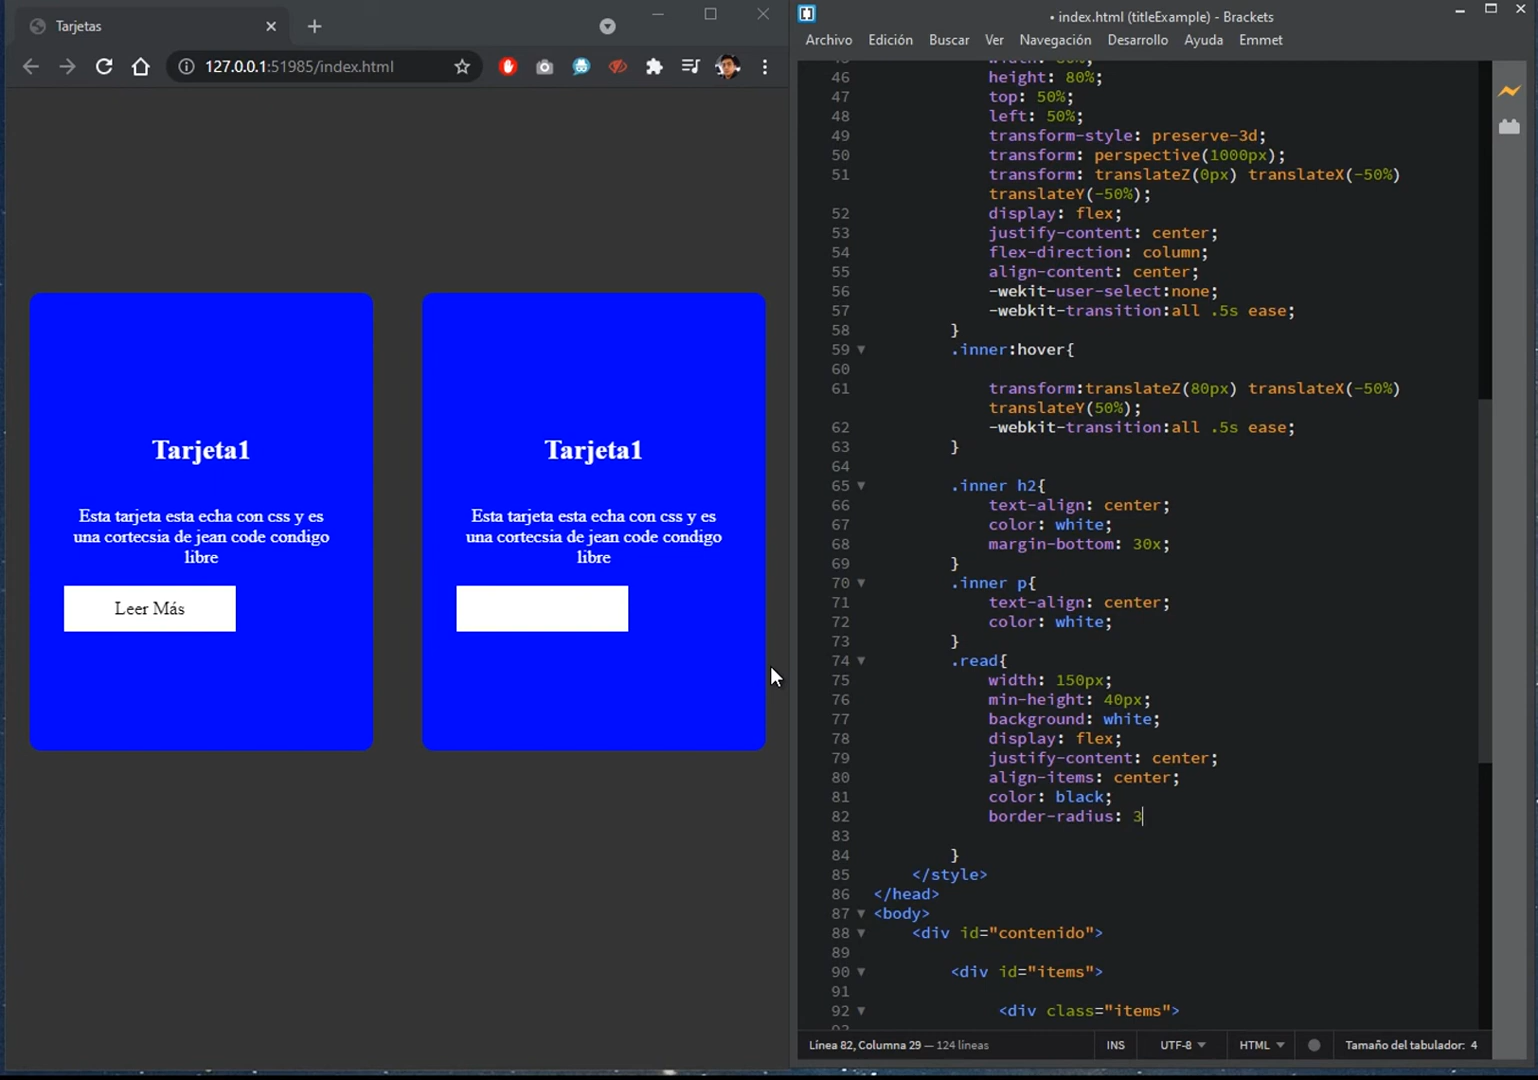 Tarjetas
127.0.0.1:51985/index.html
Tarjeta1
Esta tarjeta esta echa con css y es
una cortecsia de jean code condigo
libre
Leer Más
Tarjeta1
Esta tarjeta esta echa con css y es
una cortecsia de jean code condigo
libre
• index.html (titleExample) - Brackets
Archivo Edición Buscar Ver Navegación Desarrollo Ayuda Emmet
46 height: 80%;
47 top: 50%;
48 left: 50%;
49 transform-style: preserve-3d;
50 transform: perspective(1000px);
51 transform: translateZ(0px) translateX(-50%)
translateY(-50%);
52 display: flex;
53 justify-content: center;
54 flex-direction: column;
55 align-content: center;
56 -wekit-user-select:none;
57 -webkit-transition:all .5s ease;
58 }
59 .inner:hover{
60
61 transform:translateZ(80px) translateX(-50%)
translateY(50%);
62 -webkit-transition:all .5s ease;
63 }
64
65 .inner h2{
66 text-align: center;
67 color: white;
68 margin-bottom: 30x;
69 }
70 .inner p{
71 text-align: center;
72 color: white;
73 }
74 .read{
75 width: 150px;
76 min-height: 40px;
77 background: white;
78 display: flex;
79 justify-content: center;
80 align-items: center;
81 color: black;
82 border-radius: 3
83
84 }
85 </style>
86 </head>
87 <body>
88 <div id="contenido">
89
90 <div id="items">
91
92 <div class="items">
Línea 82, Columna 29 — 124 líneas INS UTF-8 HTML Tamaño del tabulador: 4